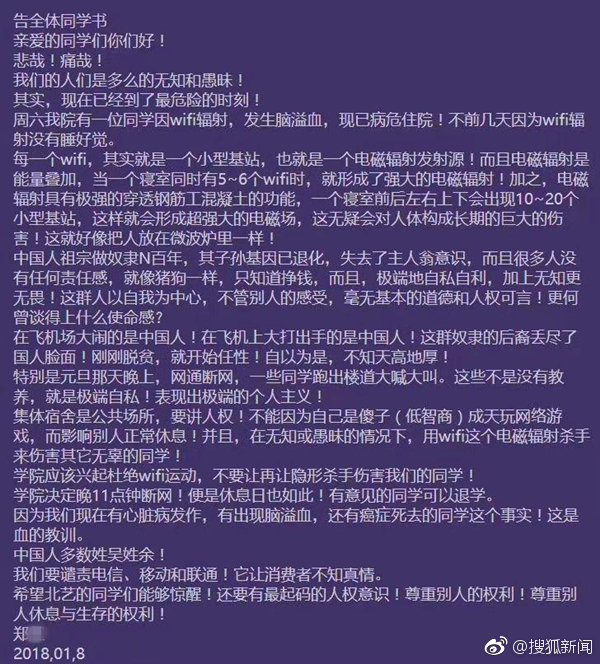 告全体同学书
亲爱的同学们你们好！
悲哉！痛哉！
我们的人们是多么的无知和愚昧！
其实，现在已经到了最危险的时刻！
周六我院有一位同学因wifi辐射，发生脑溢血，现已病危住院！不前几天因为wifi辐
射没有睡好觉。
每一个wifi，其实就是一个小型基站，也就是一个电磁辐射发射源！而且电磁辐射是
能量叠加，当一个寝室同时有5~6个wifi时，就形成了强大的电磁辐射！加之，电磁
辐射具有极强的穿透钢筋工混凝土的功能，一个寝室前后左右上下会出现10~20个
小型基站，这样就会形成超强大的电磁场，这无疑会对人体构成长期的巨大的伤
害！这就好像把人放在微波炉里一样！
中国人祖宗做奴隶N百年，其子孙基因已退化，失去了主人翁意识，而且很多人没
有任何责任感，就像猪狗一样，只知道挣钱，而且，极端地自私自利，加上无知更
无畏！这群人以自我为中心，不管别人的感受，毫无基本的道德和人权可言！更何
曾谈得上什么使命感?
在飞机场大闹的是中国人！在飞机上大打出手的是中国人！这群奴隶的后裔丢尽了
国人脸面！刚刚脱贫，就开始任性！自以为是，不知天高地厚！
特别是元旦那天晚上，网通断网，一些同学跑出楼道大喊大叫。这些不是没有教
养，就是极端自私！表现出极端的个人主义！
集体宿舍是公共场所，要讲人权！不能因为自己是傻子（低智商）成天玩网络游
戏，而影响别人正常休息！并且，在无知或愚昧的情况下，用wifi这个电磁辐射杀手
来伤害其它无辜的同学！
学院应该兴起杜绝wifi运动，不要让再让隐形杀手伤害我们的同学！
学院决定晚11点钟断网！便是休息日也如此！有意见的同学可以退学。
因为我们现在有心脏病发作，有出现脑溢血，还有癌症死去的同学这个事实！这是
血的教训。
中国人多数姓吴姓余！
我们要谴责电信、移动和联通！它让消费者不知真情。
希望北艺的同学们能够惊醒！还要有最起码的人权意识！尊重别人的权利！尊重别
人休息与生存的权利！
郑
2018,01,8
@搜狐新闻